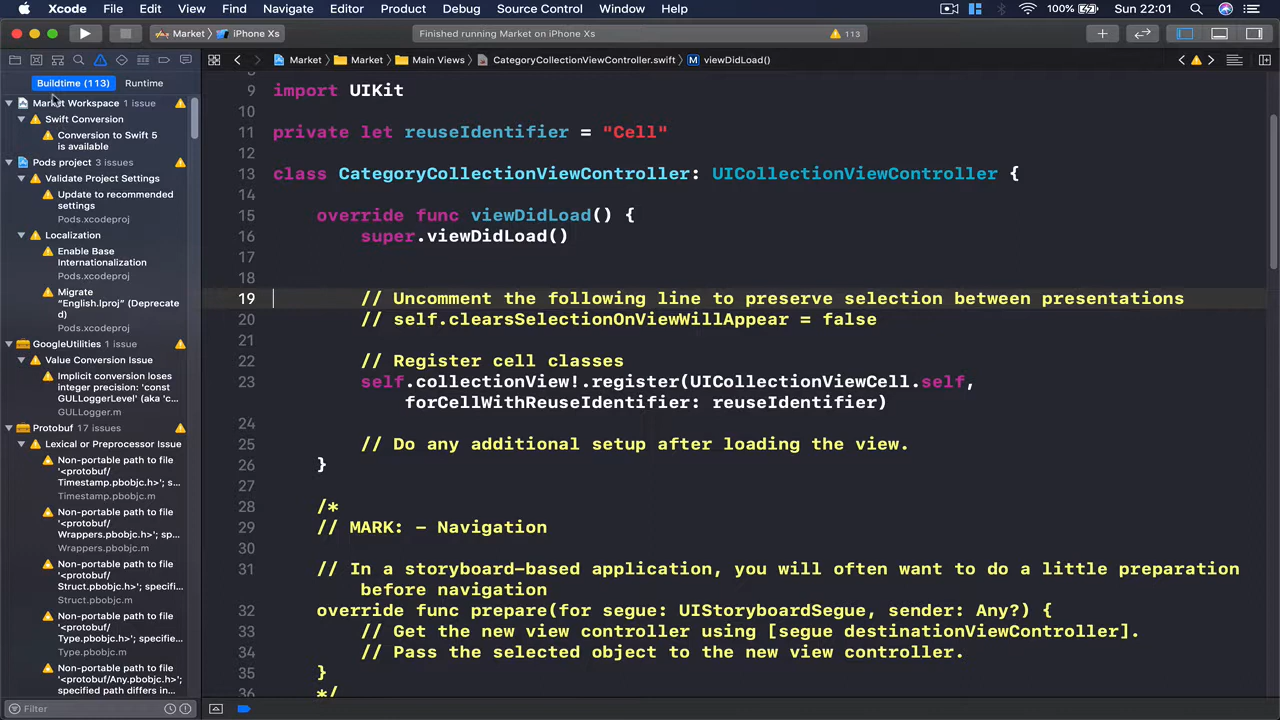 Xcode File Edit View Find Navigate Editor Product Debug Source Control Window Help 100% Sun 22:01
Market iPhone Xs Finished running Market on iPhone Xs 113
Market Market Main Views CategoryCollectionViewController.swift M viewDidLoad()
Buildtime (113) Runtime
Market Workspace 1 issue
Swift Conversion
Conversion to Swift 5
is available
Pods project 3 issues
Validate Project Settings
Update to recommended
settings
Pods.xcodeproj
Localization
Enable Base
Internationalization
Pods.xcodeproj
Migrate
“English.lproj” (Deprecate
d)
Pods.xcodeproj
GoogleUtilities 1 issue
Value Conversion Issue
Implicit conversion loses
integer precision: 'const
GULLoggerLevel' (aka 'c...
GULLogger.m
Protobuf 17 issues
Lexical or Preprocessor Issue
Non-portable path to file
'<protobuf/
Timestamp.pbobjc.h>'; s...
Timestamp.pbobjc.m
Non-portable path to file
'<protobuf/
Wrappers.pbobjc.h>'; sp...
Wrappers.pbobjc.m
Non-portable path to file
'<protobuf/
Struct.pbobjc.h>'; specifi...
Struct.pbobjc.m
Non-portable path to file
'<protobuf/
Type.pbobjc.h>'; specifie...
Type.pbobjc.m
Non-portable path to file
'<protobuf/Any.pbobjc.h>';
specified path differs in...
Filter
9 import UIKit
10
11 private let reuseIdentifier = "Cell"
12
13 class CategoryCollectionViewController: UICollectionViewController {
14
15 override func viewDidLoad() {
16 super.viewDidLoad()
17
18
19 // Uncomment the following line to preserve selection between presentations
20 // self.clearsSelectionOnViewWillAppear = false
21
22 // Register cell classes
23 self.collectionView!.register(UICollectionViewCell.self,
forCellWithReuseIdentifier: reuseIdentifier)
24
25 // Do any additional setup after loading the view.
26 }
27
28 /*
29 // MARK: - Navigation
30
31 // In a storyboard-based application, you will often want to do a little preparation
before navigation
32 override func prepare(for segue: UIStoryboardSegue, sender: Any?) {
33 // Get the new view controller using [segue destinationViewController].
34 // Pass the selected object to the new view controller.
35 }
36 */